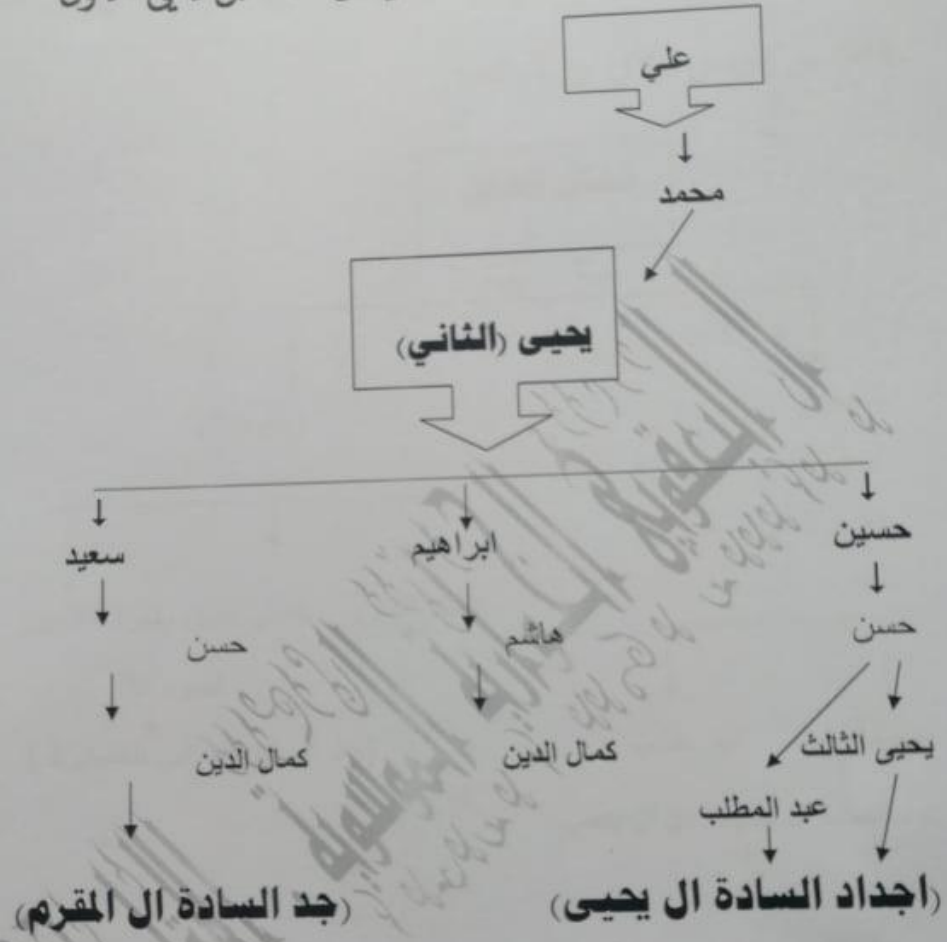 علي
محمد
يحيى (الثاني)
حسين
ابراهيم
سعيد
حسن
هاشم
حسن
يحيى الثالث
كمال الدين
كمال الدين
عبد المطلب
(اجداد السادة ال يحيى)
(جد السادة ال المقرم)